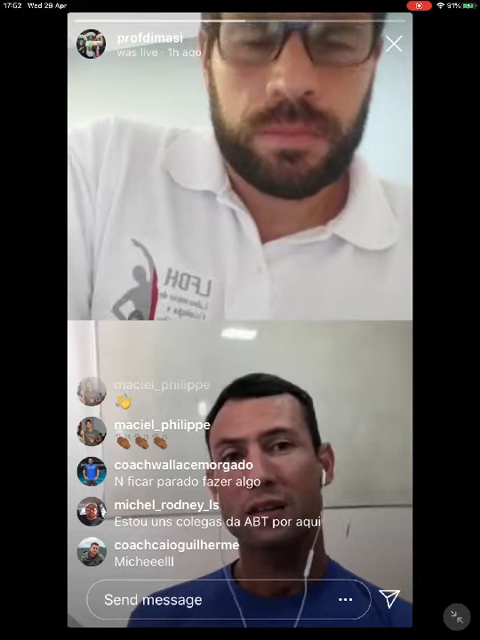 17:52 Wed 29 Apr
91%
profdimasi
was live · 1h ago
LFDH
maciel_philippe
maciel_philippe
coachwallacemorgado
N ficar parado fazer algo
michel_rodney_ls
Estou uns colegas da ABT por aqui
coachcaioguilherme
Micheeelll
Send message